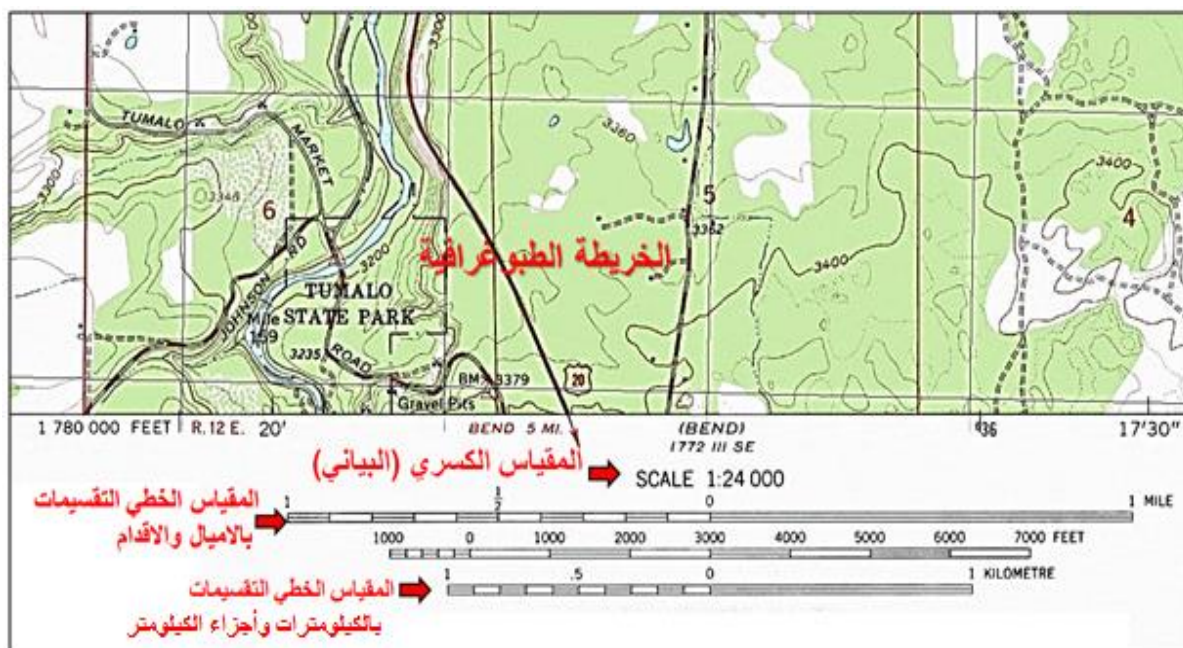 3300
TUMALO
MARKET
3346
6
3300
3360
5
3362
3400
3400
4
الخريطة الطبوغرافية
3200
JOHNSON
RD
TUMALO
STATE PARK
Mile
159
3235
ROAD
BM 3379
20
Gravel Pits
1 780 000 FEET
R. 12 E.
20'
BEND 5 MI.
(BEND)
1772 III SE
36
17'30"
المقياس الكسري (البياني)
SCALE 1:24 000
المقياس الخطي التقسيمات
بالاميال والاقدام
1 1/2 0 1 MILE
1000 0 1000 2000 3000 4000 5000 6000 7000 FEET
المقياس الخطي التقسيمات
بالكيلومترات وأجزاء الكيلومتر
1 .5 0 1 KILOMETRE